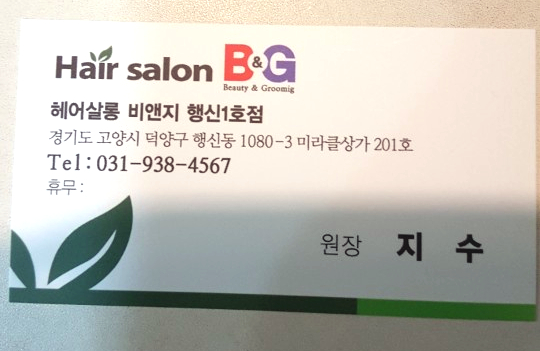 Hair salon B&G
Beauty & Groomig
헤어살롱 비앤지 행신1호점
경기도 고양시 덕양구 행신동 1080-3 미라클상가 201호
Tel : 031-938-4567
휴무 :
원장 지 수